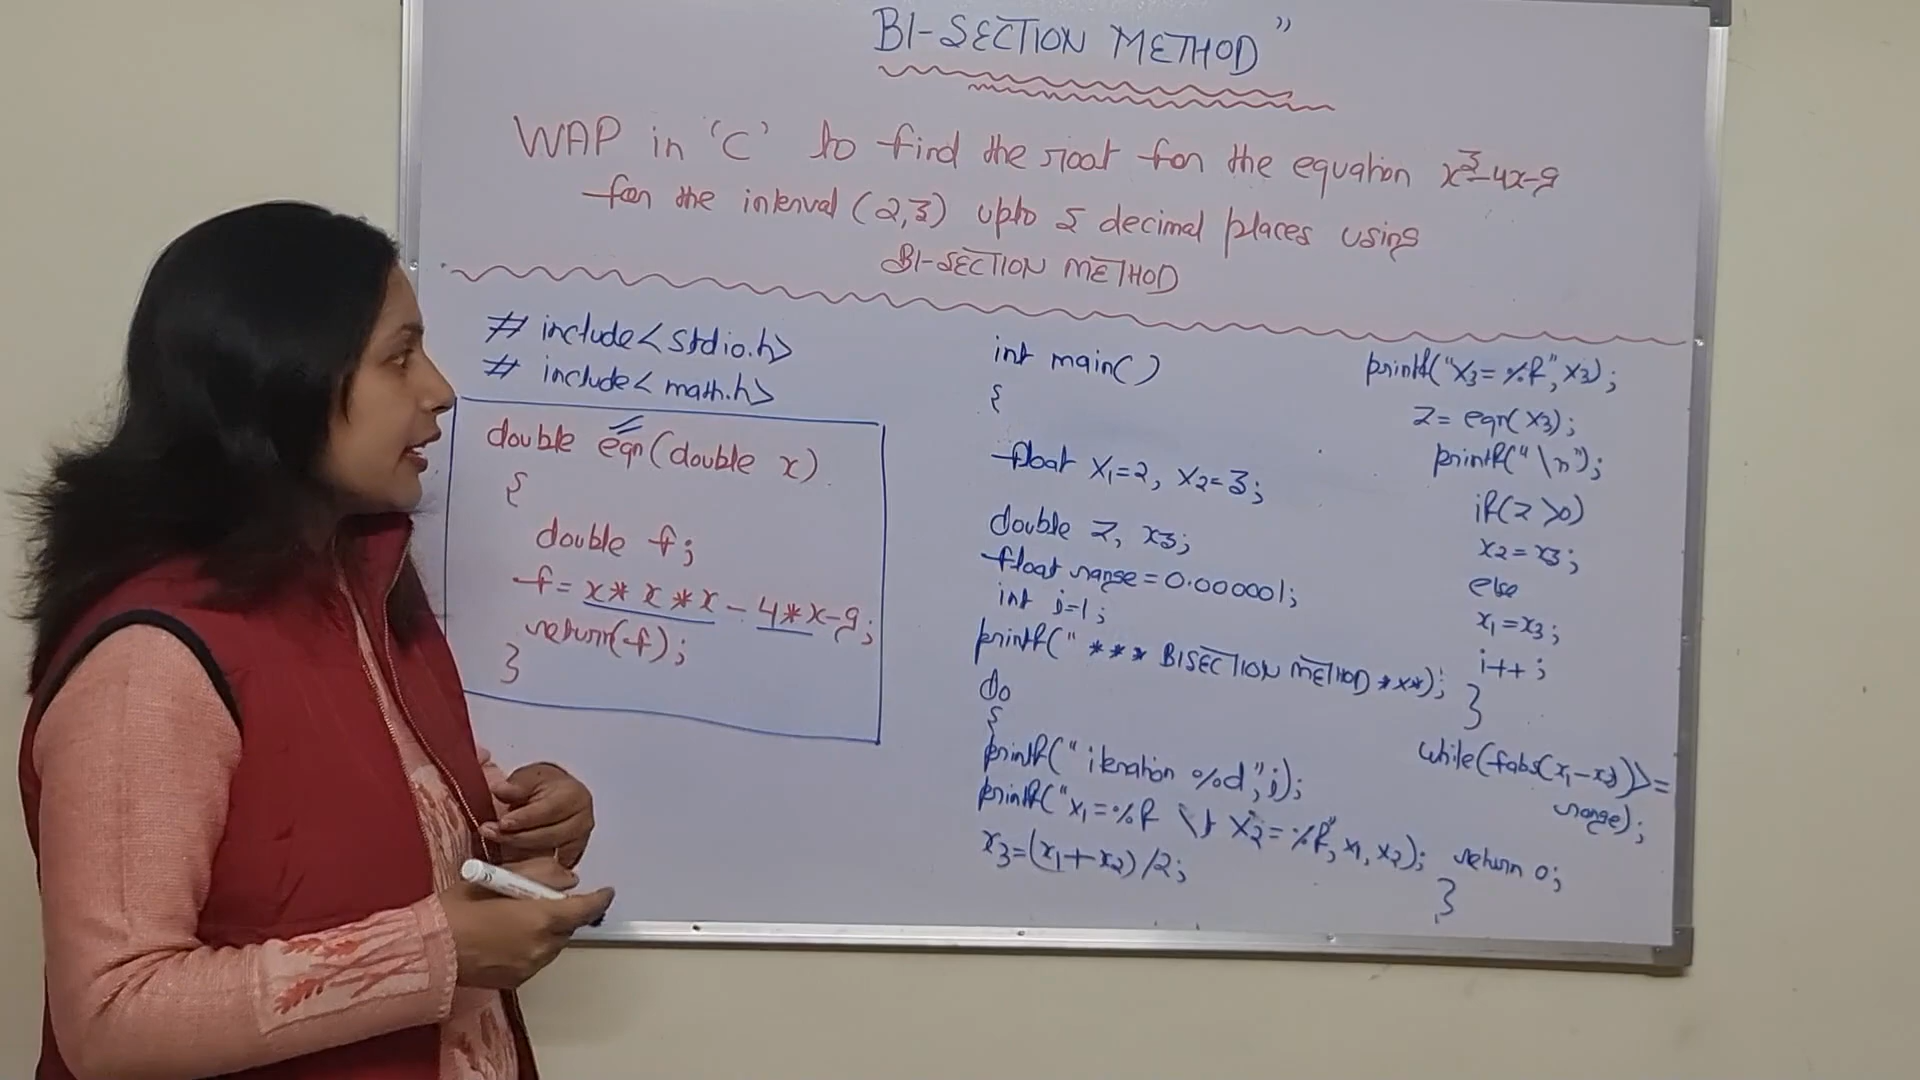 BI-SECTION METHOD"
WAP in 'C' to find the root for the equation x³-4x-9
for the interval (2,3) upto 5 decimal places using
BI-SECTION METHOD
# include<stdio.h>
# include<math.h>
double eqn(double x)
{
double f;
f=x*x*x-4*x-9;
return(f);
}
int main()
{
float x1=2, x2=3;
double z, x3;
float range=0.00001;
int i=1;
printf("*** BISECTION METHOD ***);
do
{
printf("iteration %d",i);
printf("x1=%f \t x2=%f",x1,x2);
x3=(x1+x2)/2;
printf("x3=%f",x3);
z=eqn(x3);
printf("\n");
if(z>0)
x2=x3;
else
x1=x3;
i++;
}
while(fabs(x1-x3)>=
range);
return 0;
}